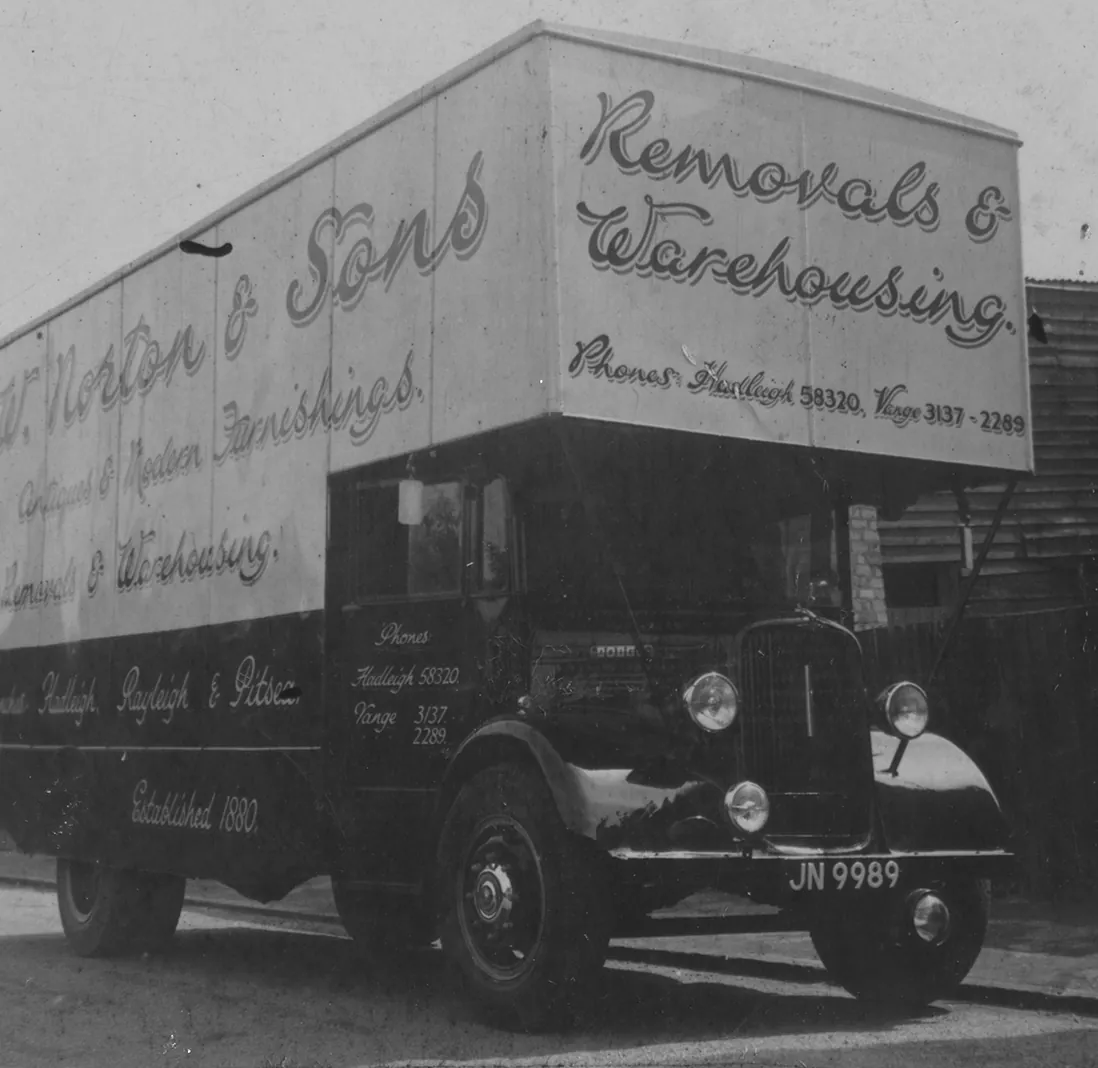 W. Norton & Sons
Antiques & Modern Furnishings.
Removals & Warehousing.
Hadleigh, Rayleigh & Pitsea.
Established 1880.
Removals &
Warehousing.
Phones: Hadleigh 58320, Vange 3137 - 2289
Phones:
Hadleigh 58320.
Vange 3137.
2289.
DODGE
JN 9989